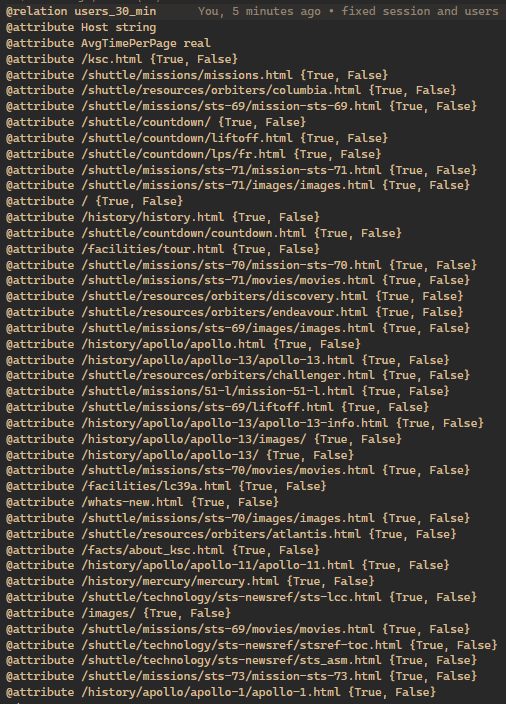 @relation users_30_min You, 5 minutes ago • fixed session and users
@attribute Host string
@attribute AvgTimePerPage real
@attribute /ksc.html {True, False}
@attribute /shuttle/missions/missions.html {True, False}
@attribute /shuttle/resources/orbiters/columbia.html {True, False}
@attribute /shuttle/missions/sts-69/mission-sts-69.html {True, False}
@attribute /shuttle/countdown/ {True, False}
@attribute /shuttle/countdown/liftoff.html {True, False}
@attribute /shuttle/countdown/lps/fr.html {True, False}
@attribute /shuttle/missions/sts-71/mission-sts-71.html {True, False}
@attribute /shuttle/missions/sts-71/images/images.html {True, False}
@attribute / {True, False}
@attribute /history/history.html {True, False}
@attribute /shuttle/countdown/countdown.html {True, False}
@attribute /facilities/tour.html {True, False}
@attribute /shuttle/missions/sts-70/mission-sts-70.html {True, False}
@attribute /shuttle/missions/sts-71/movies/movies.html {True, False}
@attribute /shuttle/resources/orbiters/discovery.html {True, False}
@attribute /shuttle/resources/orbiters/endeavour.html {True, False}
@attribute /shuttle/missions/sts-69/images/images.html {True, False}
@attribute /history/apollo/apollo.html {True, False}
@attribute /history/apollo/apollo-13/apollo-13.html {True, False}
@attribute /shuttle/resources/orbiters/challenger.html {True, False}
@attribute /shuttle/missions/51-l/mission-51-l.html {True, False}
@attribute /shuttle/missions/sts-69/liftoff.html {True, False}
@attribute /history/apollo/apollo-13/apollo-13-info.html {True, False}
@attribute /history/apollo/apollo-13/images/ {True, False}
@attribute /history/apollo/apollo-13/ {True, False}
@attribute /shuttle/missions/sts-70/movies/movies.html {True, False}
@attribute /facilities/lc39a.html {True, False}
@attribute /whats-new.html {True, False}
@attribute /shuttle/missions/sts-70/images/images.html {True, False}
@attribute /shuttle/resources/orbiters/atlantis.html {True, False}
@attribute /facts/about_ksc.html {True, False}
@attribute /history/apollo/apollo-11/apollo-11.html {True, False}
@attribute /history/mercury/mercury.html {True, False}
@attribute /shuttle/technology/sts-newsref/sts-lcc.html {True, False}
@attribute /images/ {True, False}
@attribute /shuttle/missions/sts-69/movies/movies.html {True, False}
@attribute /shuttle/technology/sts-newsref/stsref-toc.html {True, False}
@attribute /shuttle/technology/sts-newsref/sts_asm.html {True, False}
@attribute /shuttle/missions/sts-73/mission-sts-73.html {True, False}
@attribute /history/apollo/apollo-1/apollo-1.html {True, False}